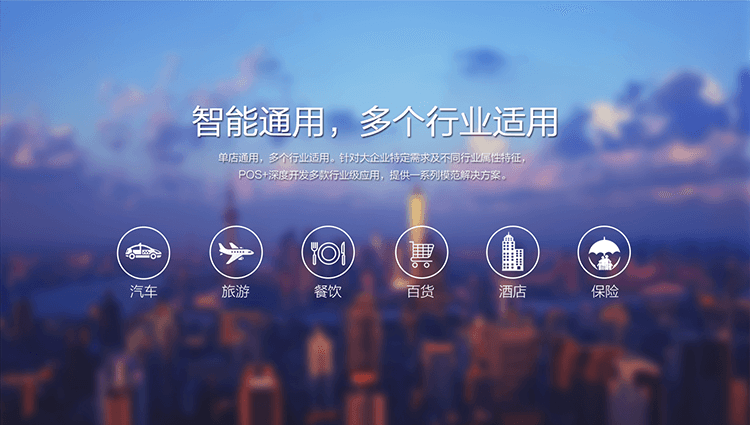 智能通用，多个行业适用
单店通用，多个行业适用。针对大企业特定需求及不同行业属性特征，
POS+深度开发多款行业级应用，提供一系列模范解决方案。
汽车
旅游
餐饮
百货
酒店
保险